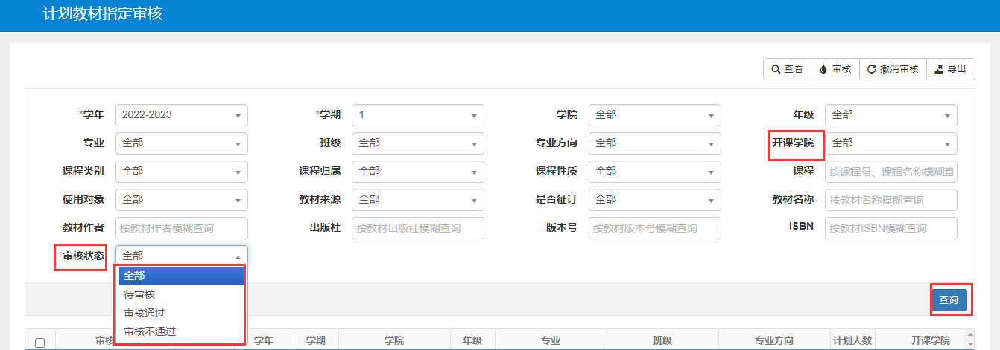 计划教材指定审核
查看 审核 撤消审核 导出
*学年 2022-2023 *学期 1 学院 全部 年级 全部
专业 全部 班级 全部 专业方向 全部 开课学院 全部
课程类别 全部 课程归属 全部 课程性质 全部 课程 按课程号、课程名称模糊查
使用对象 全部 教材来源 全部 是否征订 全部 教材名称 按教材名称模糊查询
教材作者 按教材作者模糊查询 出版社 按教材出版社模糊查询 版本号 按教材版本号模糊查询 ISBN 按教材ISBN模糊查询
审核状态 全部
全部
待审核
审核通过
审核不通过
查询
审核 学年 学期 学院 年级 专业 班级 专业方向 计划人数 开课学院